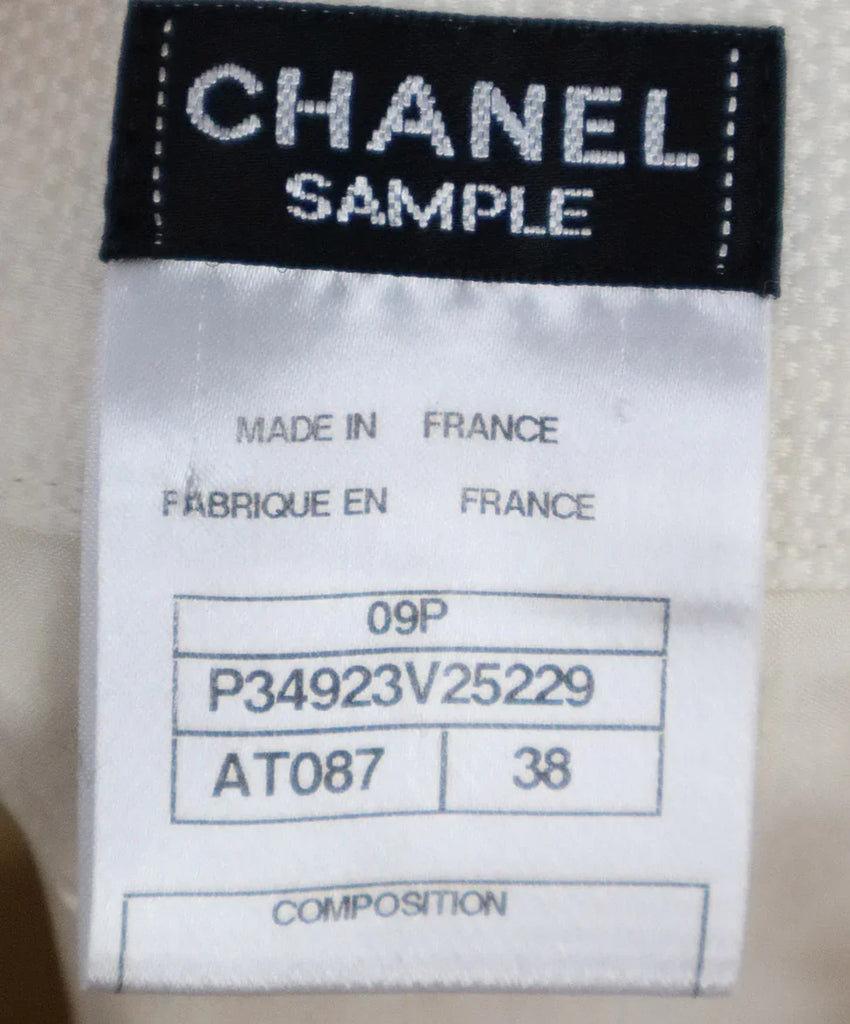 CHANEL
SAMPLE
MADE IN FRANCE
FABRIQUE EN FRANCE
09P
P34923V25229
AT087 38
COMPOSITION